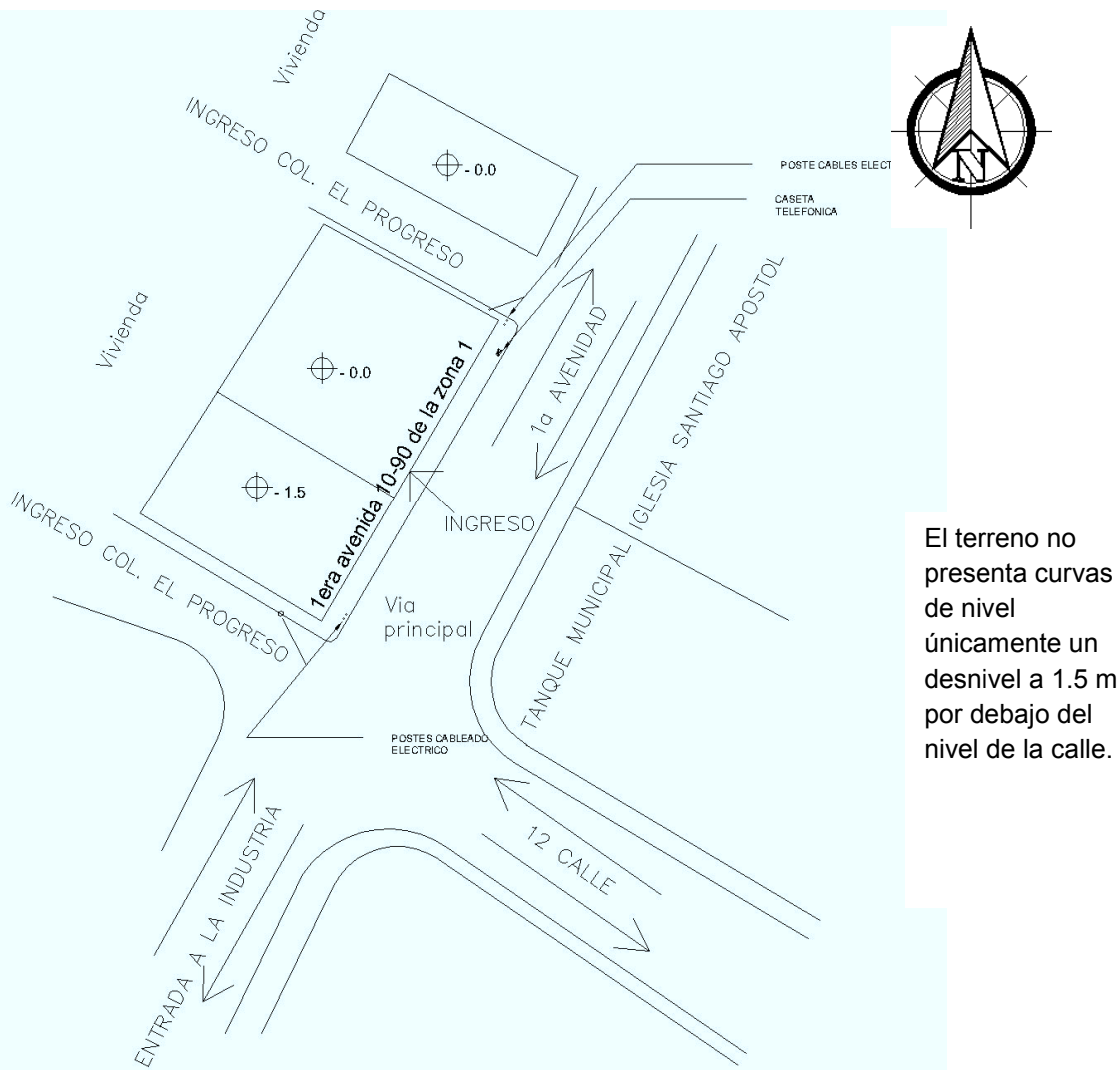 Vivienda
INGRESO COL. EL PROGRESO
- 0.0
POSTE CABLES ELECT
CASETA
TELEFONICA
N
1a AVENIDAD
Vivienda
- 0.0
1era avenida 10-90 de la zona 1
- 1.5
INGRESO
INGRESO COL. EL PROGRESO
Via
principal
TANQUE MUNICIPAL
IGLESIA SANTIAGO APOSTOL
POSTES CABLEADO
ELECTRICO
12 CALLE
ENTRADA A LA INDUSTRIA
El terreno no
presenta curvas
de nivel
únicamente un
desnivel a 1.5 m
por debajo del
nivel de la calle.